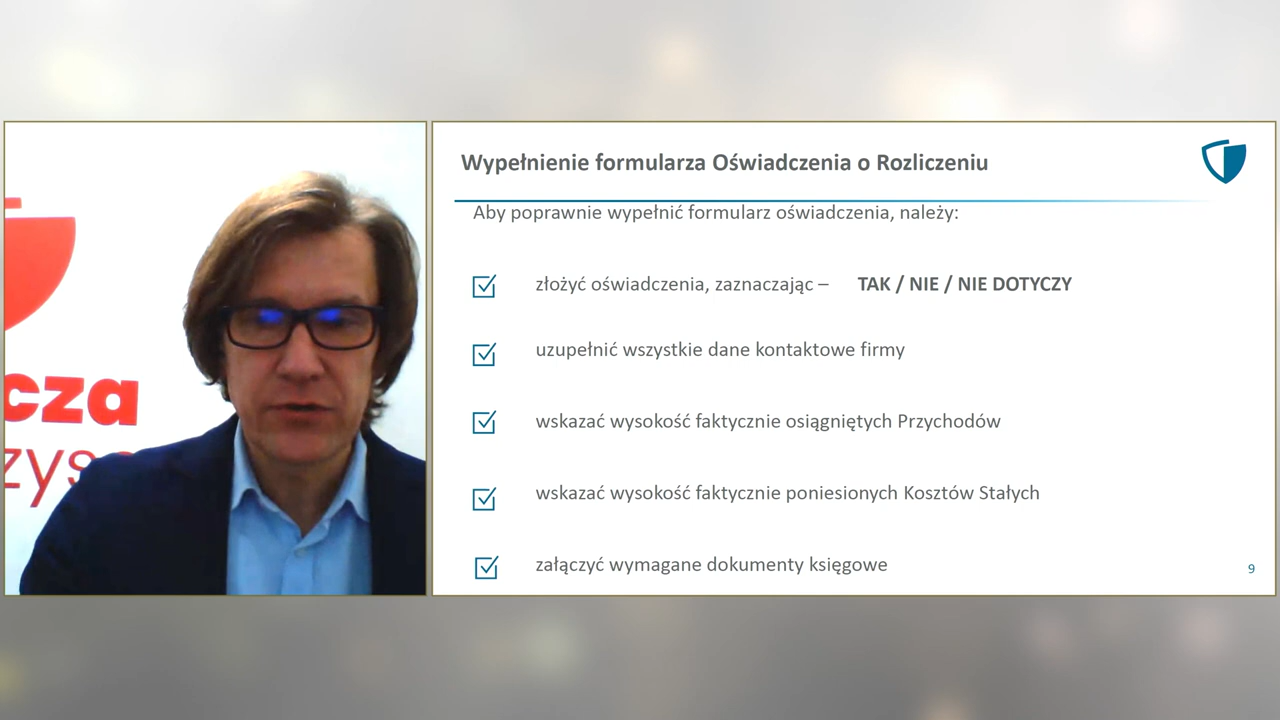 cza
zys
Wypełnienie formularza Oświadczenia o Rozliczeniu
Aby poprawnie wypełnić formularz oświadczenia, należy:
złożyć oświadczenia, zaznaczając – TAK / NIE / NIE DOTYCZY
uzupełnić wszystkie dane kontaktowe firmy
wskazać wysokość faktycznie osiągniętych Przychodów
wskazać wysokość faktycznie poniesionych Kosztów Stałych
załączyć wymagane dokumenty księgowe
9